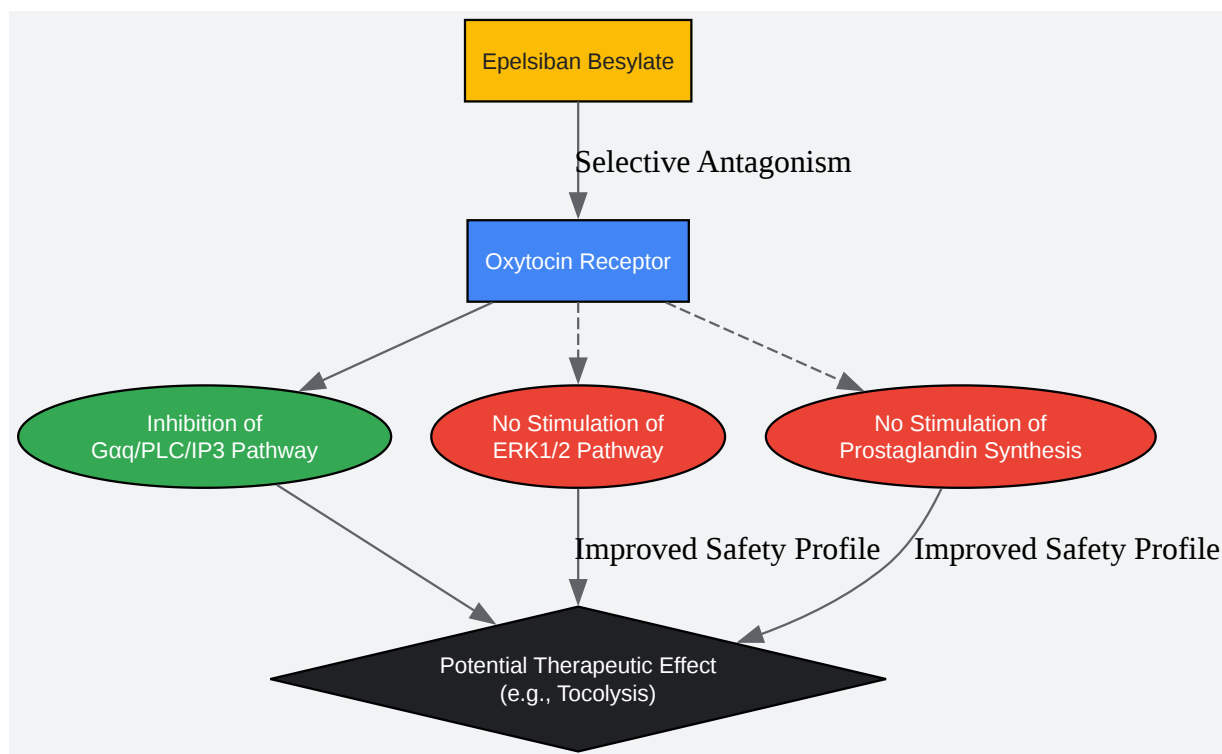 Epelsiban Besylate
Selective Antagonism
Oxytocin Receptor
Inhibition of
Gαq/PLC/IP3 Pathway
No Stimulation of
ERK1/2 Pathway
No Stimulation of
Prostaglandin Synthesis
Improved Safety Profile
Improved Safety Profile
Potential Therapeutic Effect
(e.g., Tocolysis)